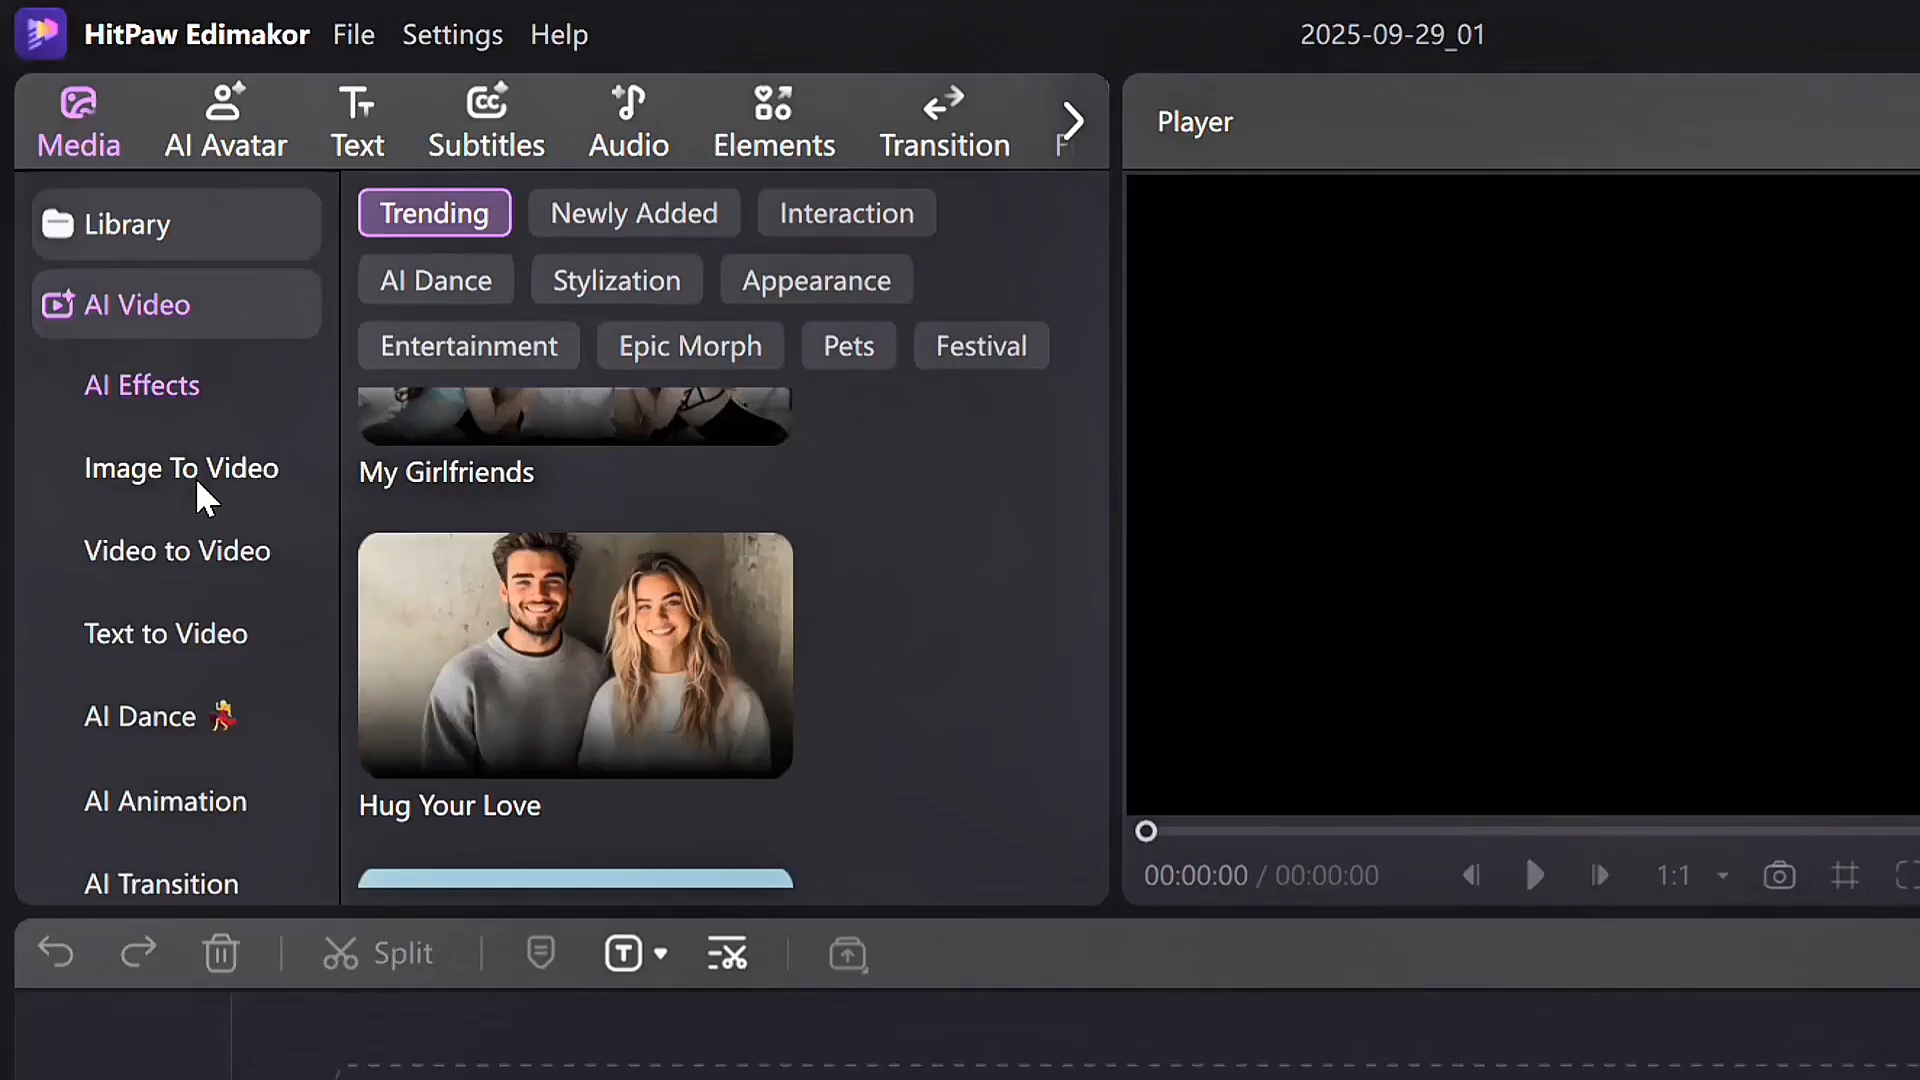 HitPaw Edimakor File Settings Help 2025-09-29_01
Media AI Avatar Text Subtitles Audio Elements Transition
Player
Library
AI Video
AI Effects
Image To Video
Video to Video
Text to Video
AI Dance 💃
AI Animation
AI Transition
Trending Newly Added Interaction
AI Dance Stylization Appearance
Entertainment Epic Morph Pets Festival
My Girlfriends
Hug Your Love
00:00:00 / 00:00:00 1:1
Split